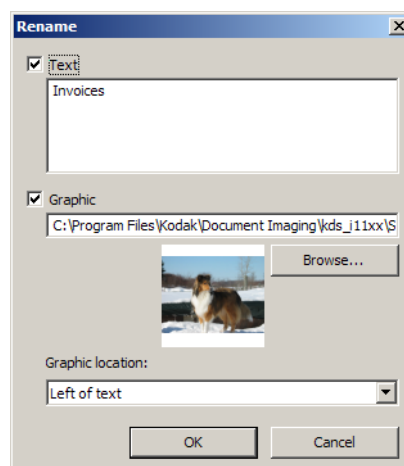 Rename
Text
Invoices
Graphic
C:\Program Files\Kodak\Document Imaging\kds_i11xx\S
Browse...
Graphic location:
Left of text
OK
Cancel